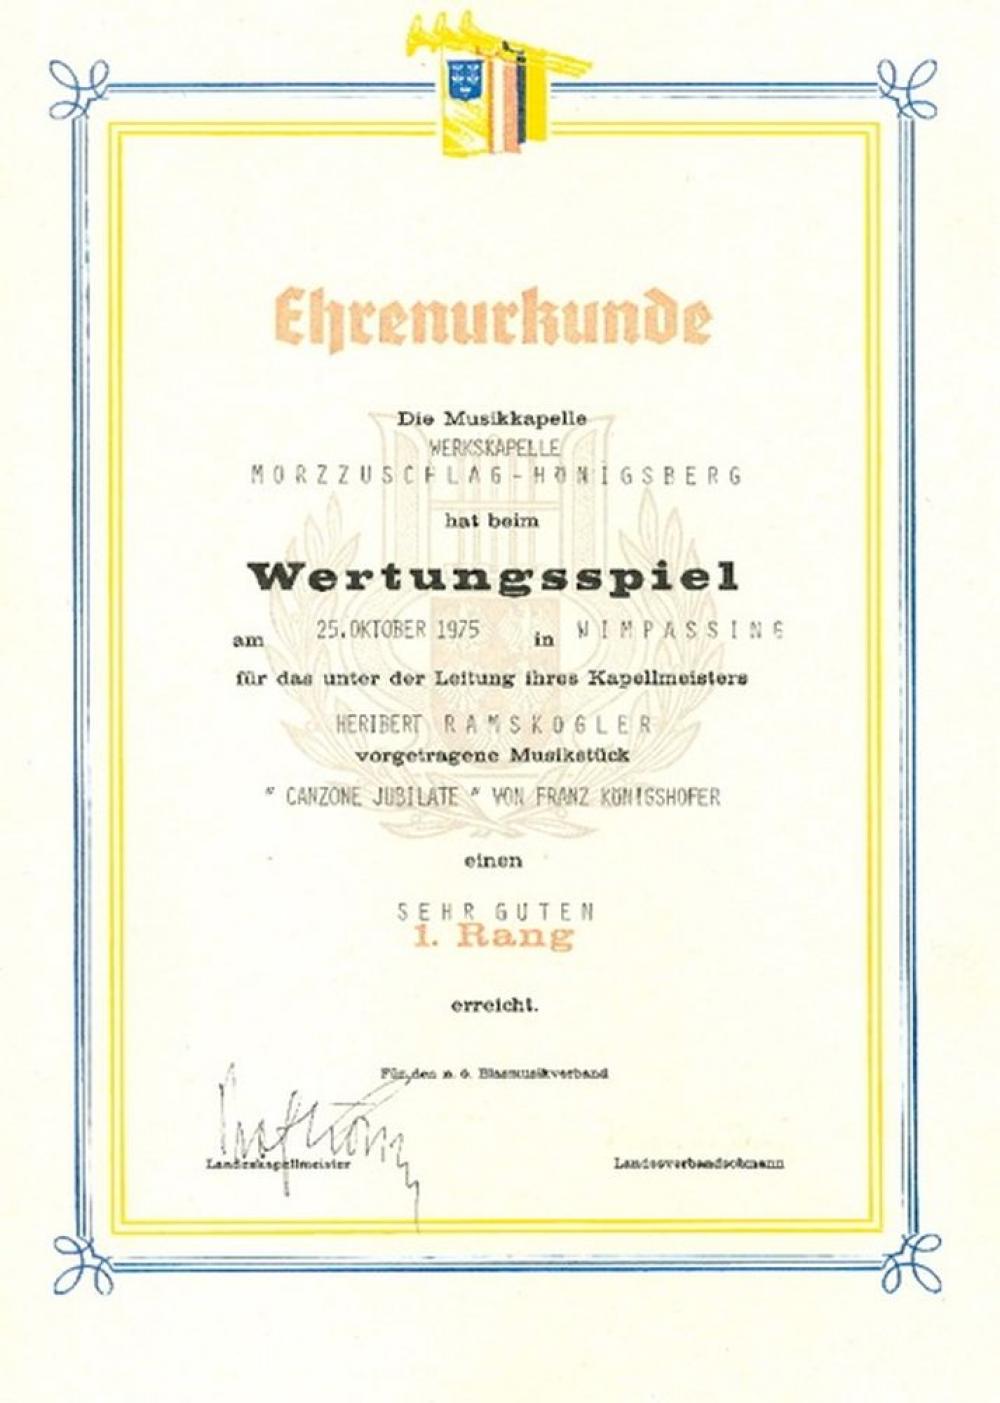 Ehrenurkunde
Die Musikkapelle
WERKSKAPELLE
MORZZUSCHLAG-HÖNIGSBERG
hat beim
Wertungsspiel
am 25.OKTOBER 1975 in WIMPASSING
für das unter der Leitung ihres Kapellmeisters
HERIBERT RAMSKOGLER
vorgetragene Musikstück
" CANZONE JUBILATE " VON FRANZ KÖNIGSHOFER
einen
SEHR GUTEN
1. Rang
erreicht.
Für den n. ö. Blasmusikverband
Landeskapellmeister Landesverbandsobmann